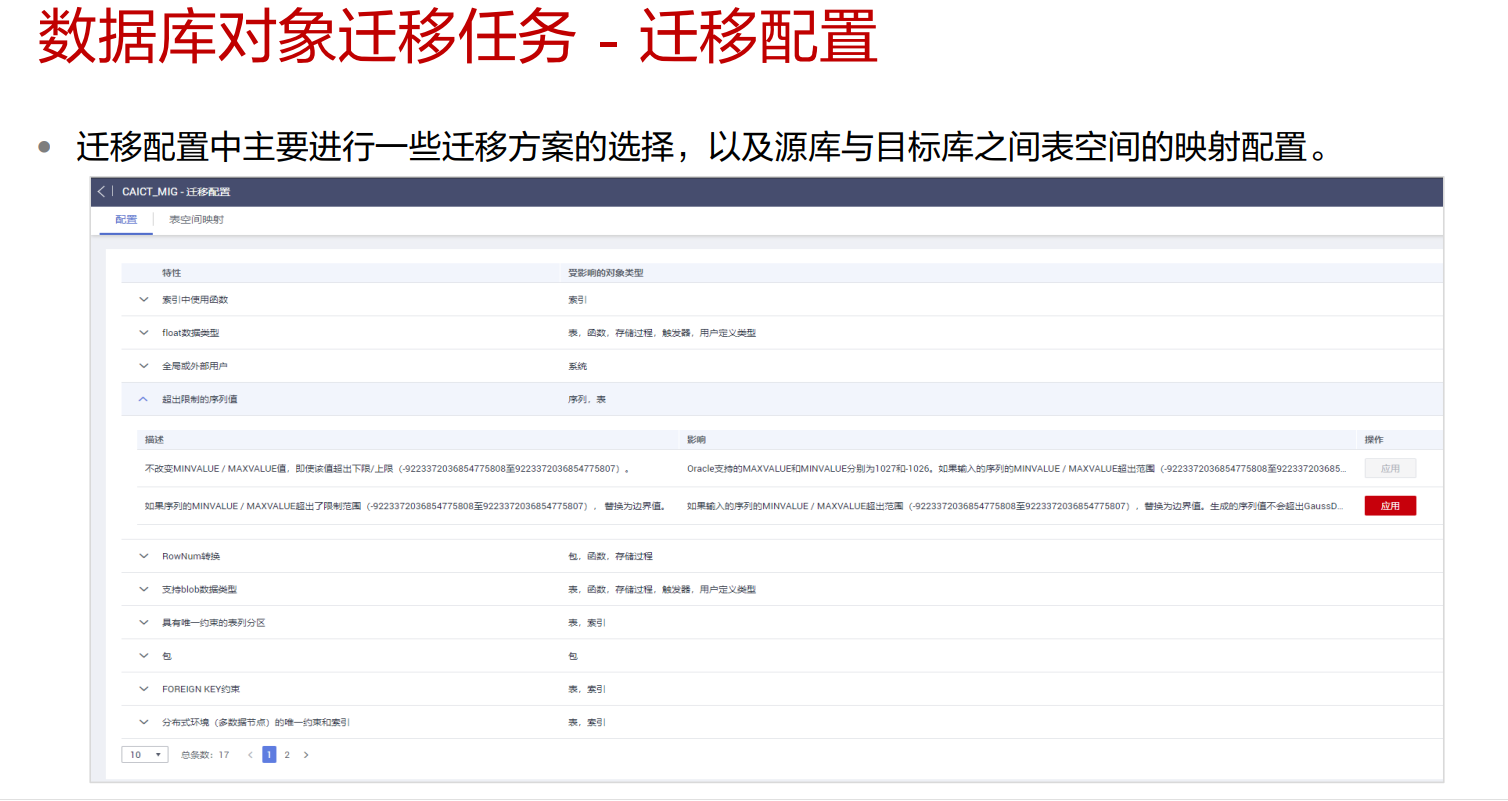 数据库对象迁移任务 - 迁移配置
• 迁移配置中主要进行一些迁移方案的选择，以及源库与目标库之间表空间的映射配置。
CAICT_MIG - 迁移配置
配置 表空间映射
特性 受影响的对象类型
索引中使用函数 索引
float数据类型 表，函数，存储过程，触发器，用户定义类型
全局或外部用户 系统
超出限制的序列值 序列，表
描述 影响 操作
不改变MINVALUE / MAXVALUE值，即使该值超出下限/上限（-9223372036854775808至9223372036854775807）。 Oracle支持的MAXVALUE和MINVALUE分别为1027和-1026。如果输入的序列的MINVALUE / MAXVALUE超出范围（-9223372036854775808至922337203685... 应用
如果序列的MINVALUE / MAXVALUE超出了限制范围（-9223372036854775808至9223372036854775807），替换为边界值。 如果输入的序列的MINVALUE / MAXVALUE超出范围（-9223372036854775808至9223372036854775807），替换为边界值。生成的序列值不会超出GaussD... 应用
RowNum转换 包，函数，存储过程
支持blob数据类型 表，函数，存储过程，触发器，用户定义类型
具有唯一约束的表列分区 表，索引
包 包
FOREIGN KEY约束 表，索引
分布式环境（多数据节点）的唯一约束和索引 表，索引
10 总条数：17 < 1 2 >